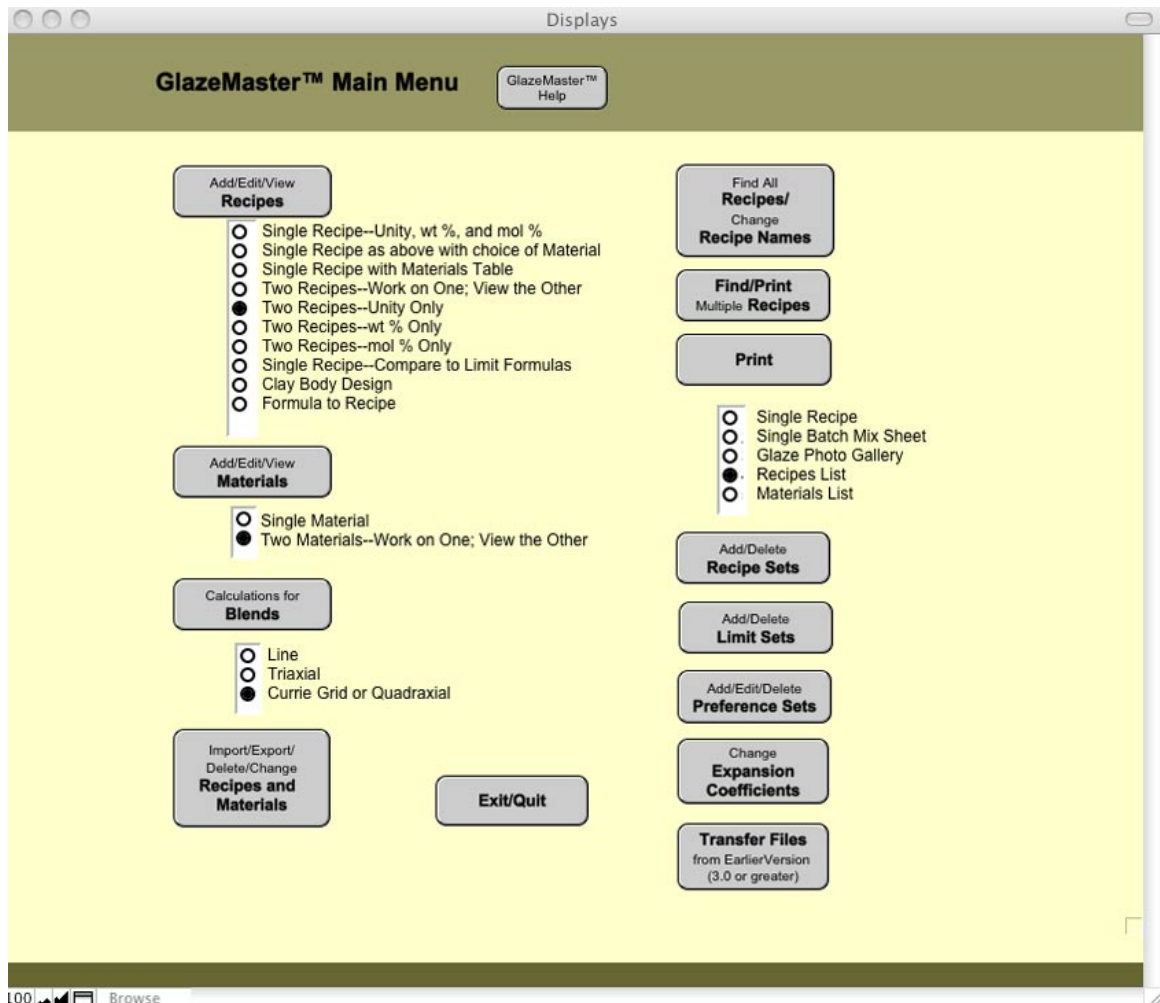 Displays
GlazeMaster™ Main Menu
GlazeMaster™
Help
Add/Edit/View
Recipes
Single Recipe--Unity, wt %, and mol %
Single Recipe as above with choice of Material
Single Recipe with Materials Table
Two Recipes--Work on One; View the Other
Two Recipes--Unity Only
Two Recipes--wt % Only
Two Recipes--mol % Only
Single Recipe--Compare to Limit Formulas
Clay Body Design
Formula to Recipe
Add/Edit/View
Materials
Single Material
Two Materials--Work on One; View the Other
Calculations for
Blends
Line
Triaxial
Currie Grid or Quadraxial
Import/Export/
Delete/Change
Recipes and
Materials
Exit/Quit
Find All
Recipes/
Change
Recipe Names
Find/Print
Multiple Recipes
Print
Single Recipe
Single Batch Mix Sheet
Glaze Photo Gallery
Recipes List
Materials List
Add/Delete
Recipe Sets
Add/Delete
Limit Sets
Add/Edit/Delete
Preference Sets
Change
Expansion
Coefficients
Transfer Files
from EarlierVersion
(3.0 or greater)
100 Browse